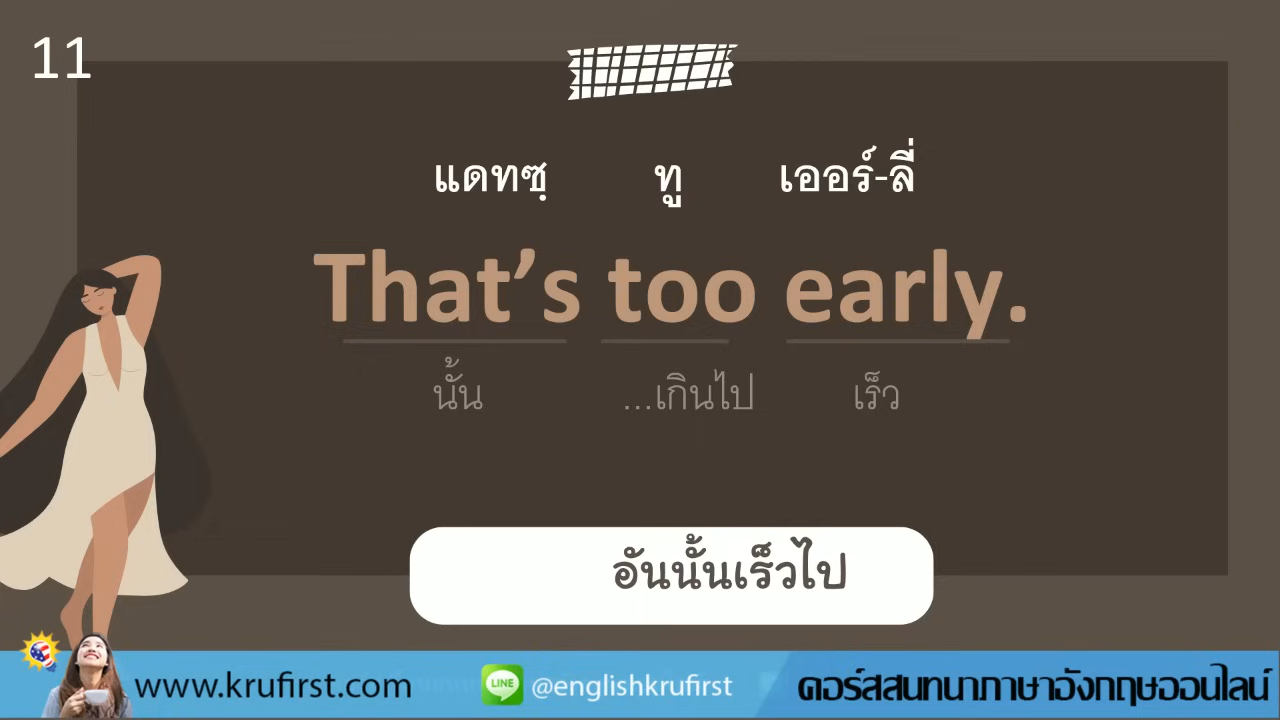 11
แดทซฺ ทู เออร์-ลี่
That's too early.
นั้น ...เกินไป เร็ว
อันนั้นเร็วไป
www.krufirst.com LINE @englishkrufirst คอร์สสนทนาภาษาอังกฤษออนไลน์